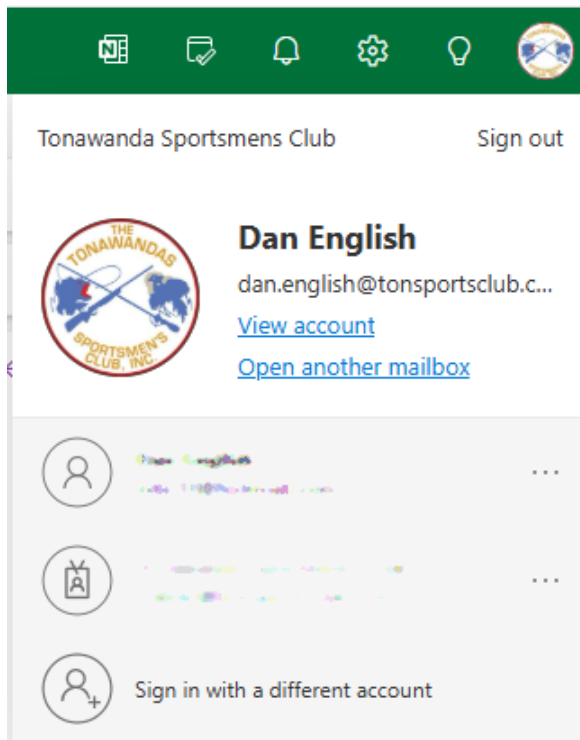 Tonawanda Sportsmens Club
Sign out
THE
TONAWANDAS
SPORTSMEN'S
CLUB, INC.
Dan English
dan.english@tonsportsclub.c...
View account
Open another mailbox
Sign in with a different account